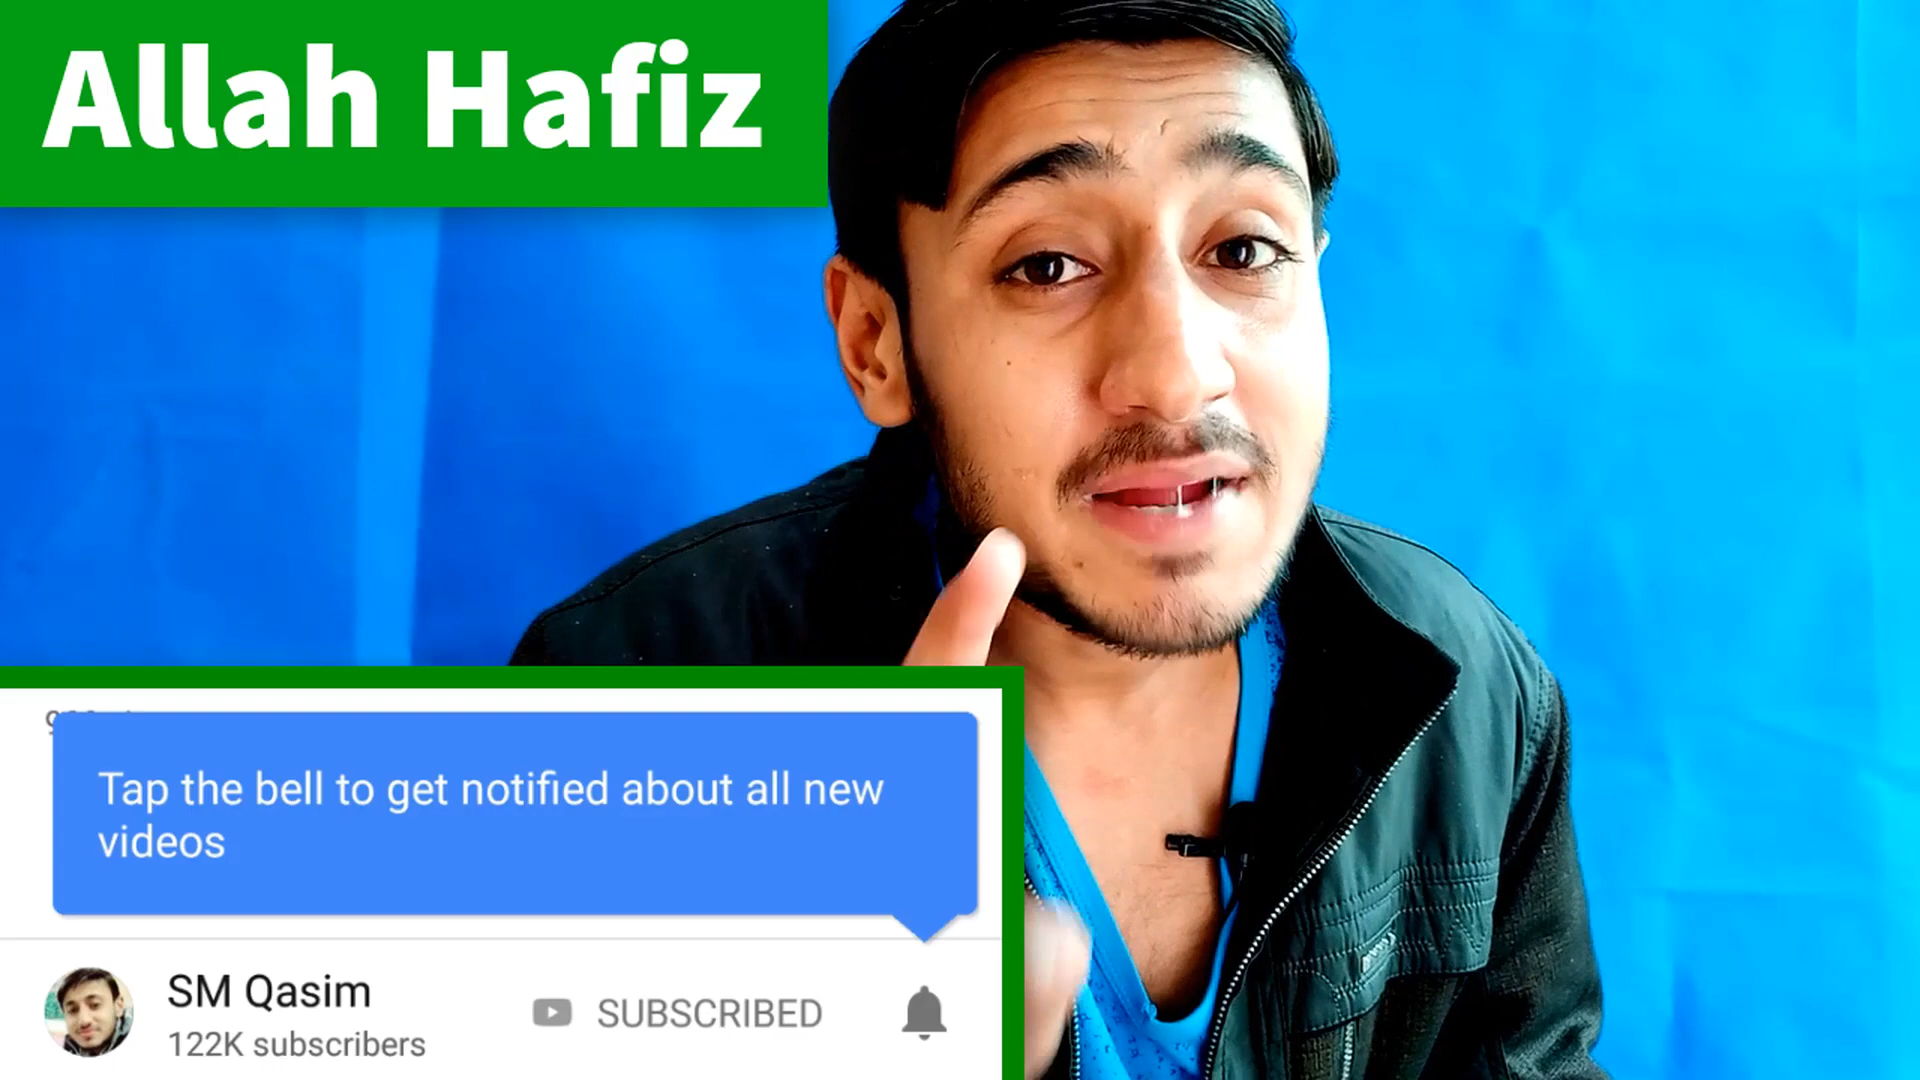 Allah Hafiz
Tap the bell to get notified about all new
videos
SM Qasim
SUBSCRIBED
122K subscribers